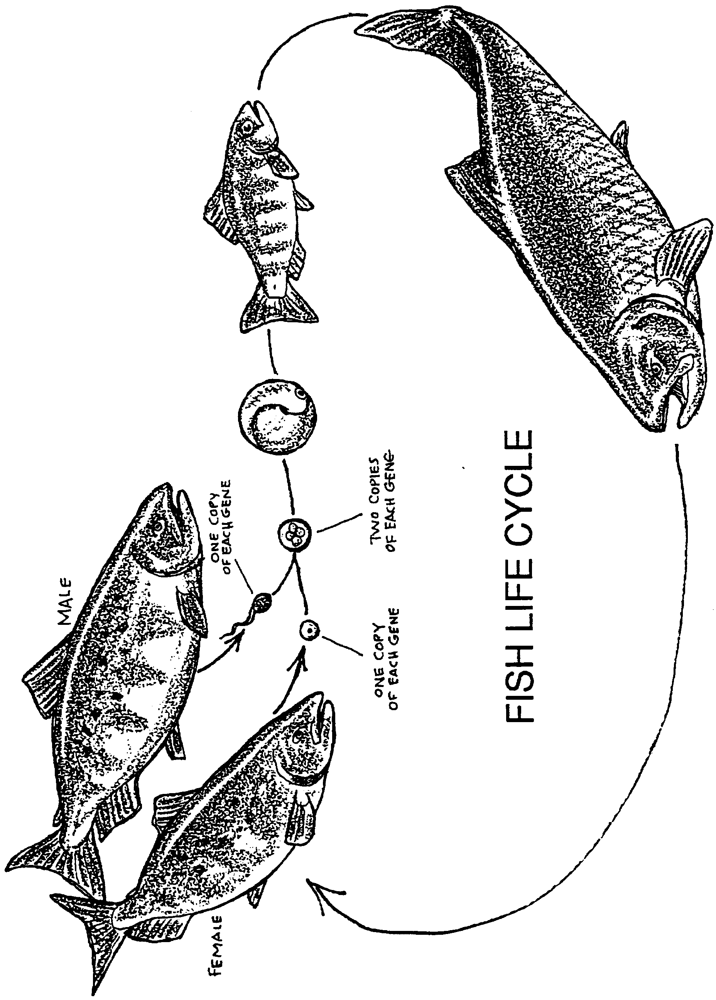 MALE
ONE COPY
OF EACH GENE
TWO COPIES
OF EACH GENE
ONE COPY
OF EACH GENE
FEMALE
FISH LIFE CYCLE